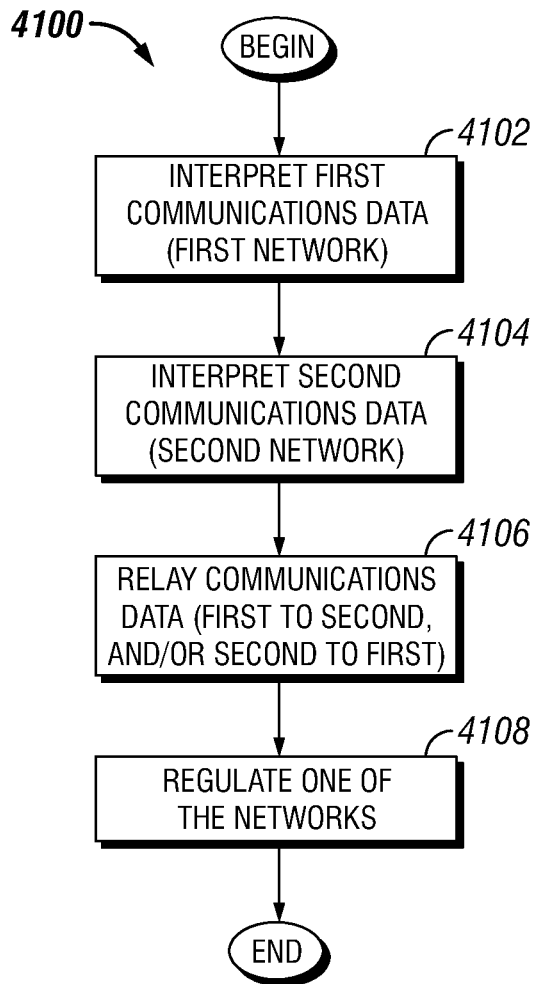 4100
BEGIN
4102
INTERPRET FIRST
COMMUNICATIONS DATA
(FIRST NETWORK)
4104
INTERPRET SECOND
COMMUNICATIONS DATA
(SECOND NETWORK)
4106
RELAY COMMUNICATIONS
DATA (FIRST TO SECOND,
AND/OR SECOND TO FIRST)
4108
REGULATE ONE OF
THE NETWORKS
END